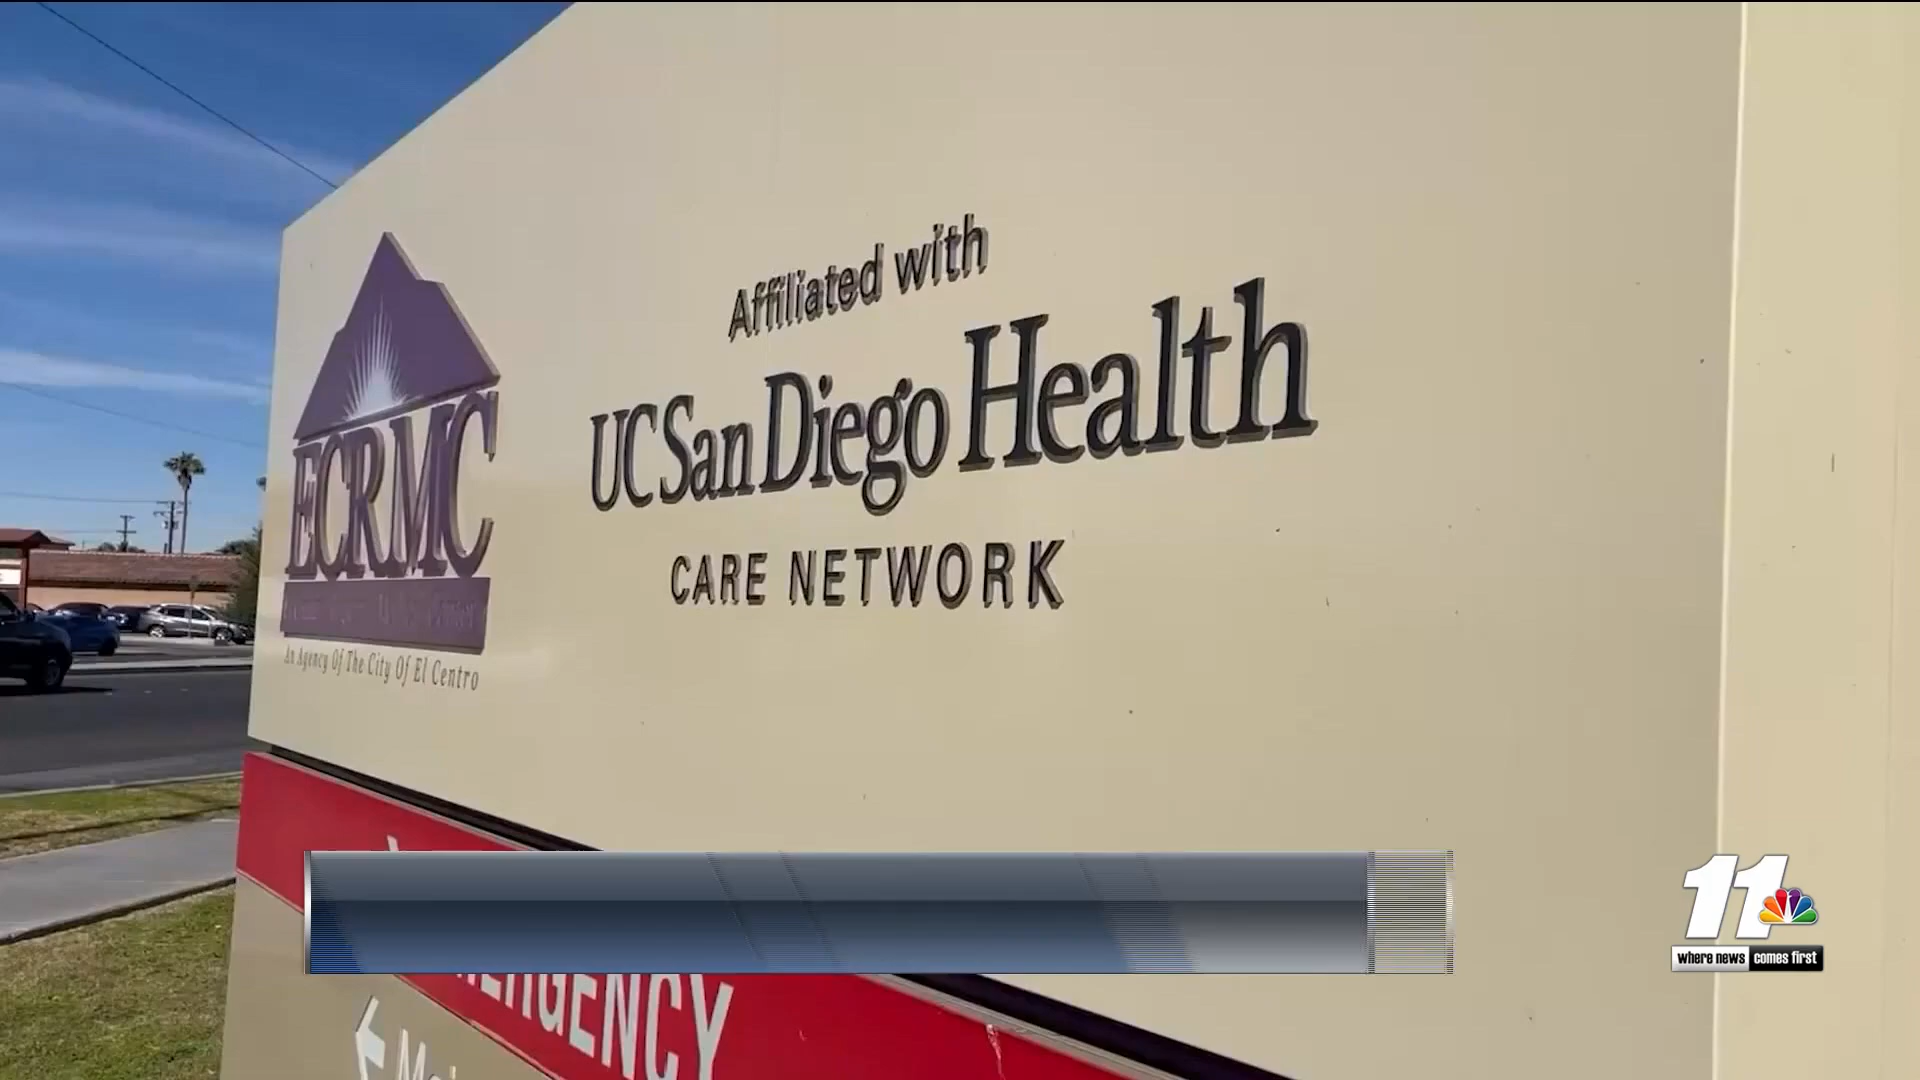 Affiliated with
UC San Diego Health
CARE NETWORK
ECRMC
An Agency Of The City Of El Centro
EMERGENCY
11
where news comes first